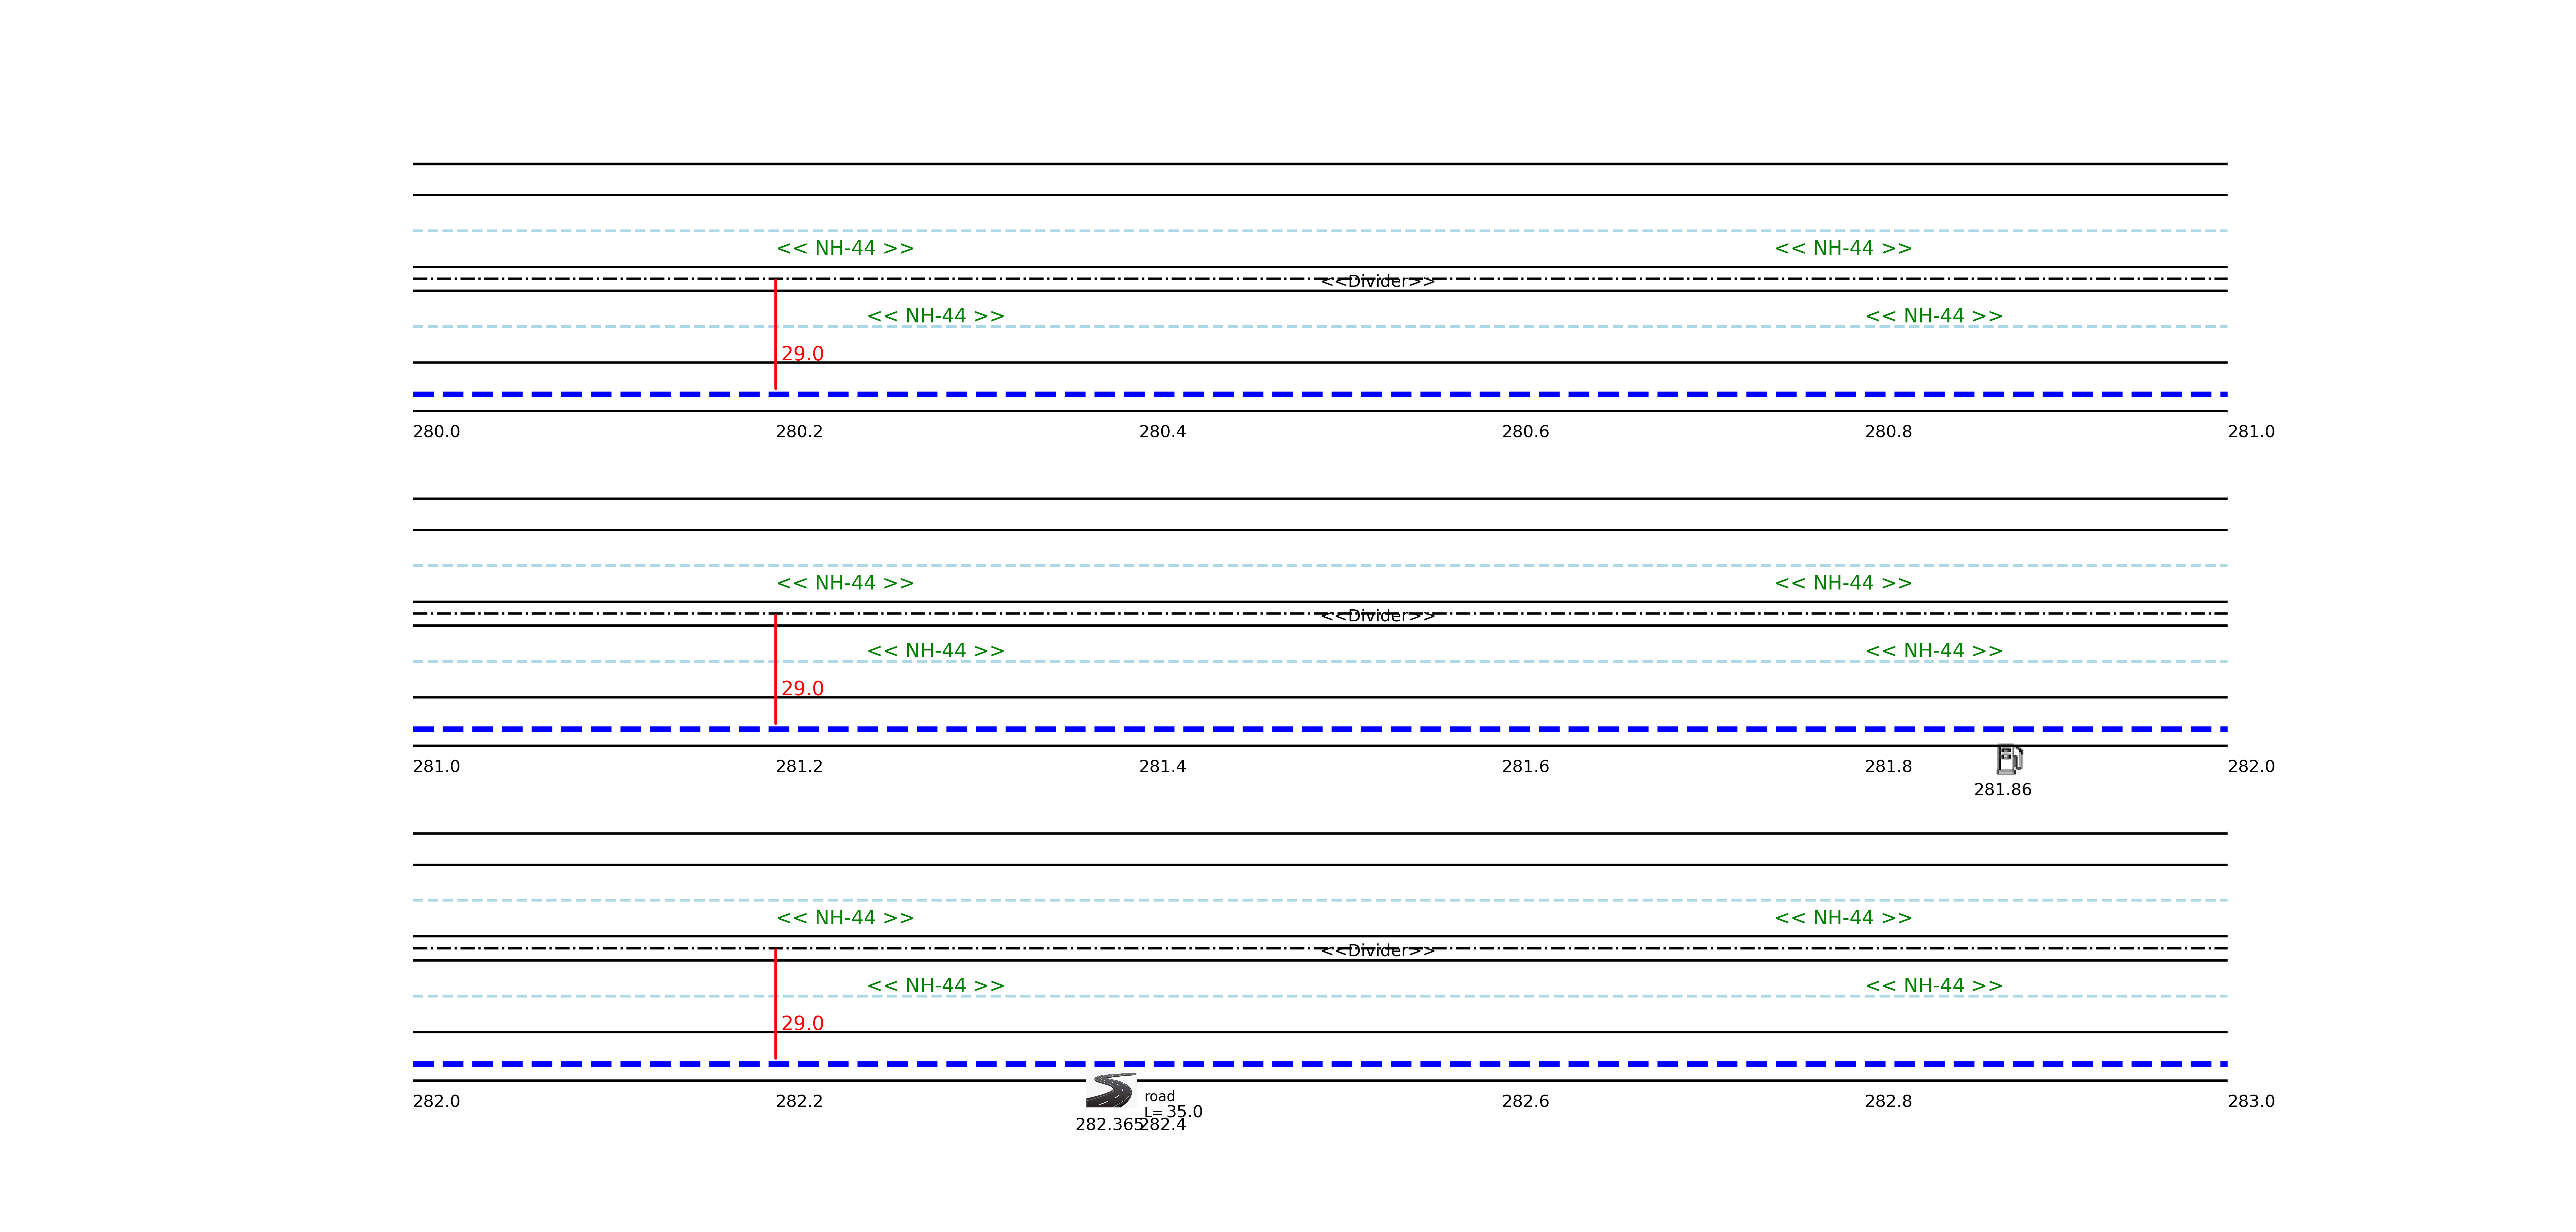 << NH-44 >> << NH-44 >>
<<Divider>>
<< NH-44 >> << NH-44 >>
29.0
280.0 280.2 280.4 280.6 280.8 281.0
<< NH-44 >> << NH-44 >>
<<Divider>>
<< NH-44 >> << NH-44 >>
29.0
281.0 281.2 281.4 281.6 281.8 282.0
281.86
<< NH-44 >> << NH-44 >>
<<Divider>>
<< NH-44 >> << NH-44 >>
29.0
road
282.0 282.2 282.6 282.8 283.0
L= 35.0
282.365 282.4